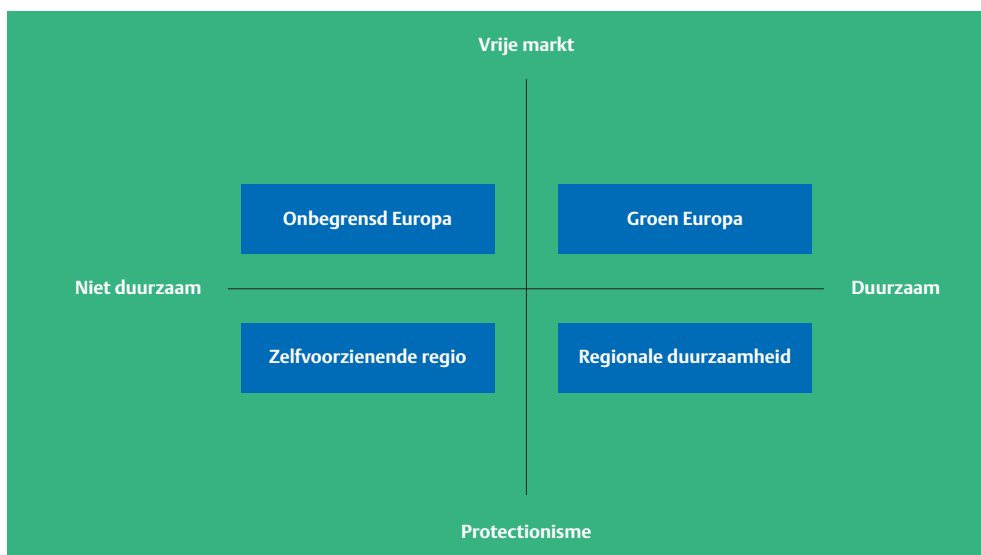 Vrije markt
Onbegrensd Europa
Groen Europa
Niet duurzaam
Duurzaam
Zelfvoorzienende regio
Regionale duurzaamheid
Protectionisme